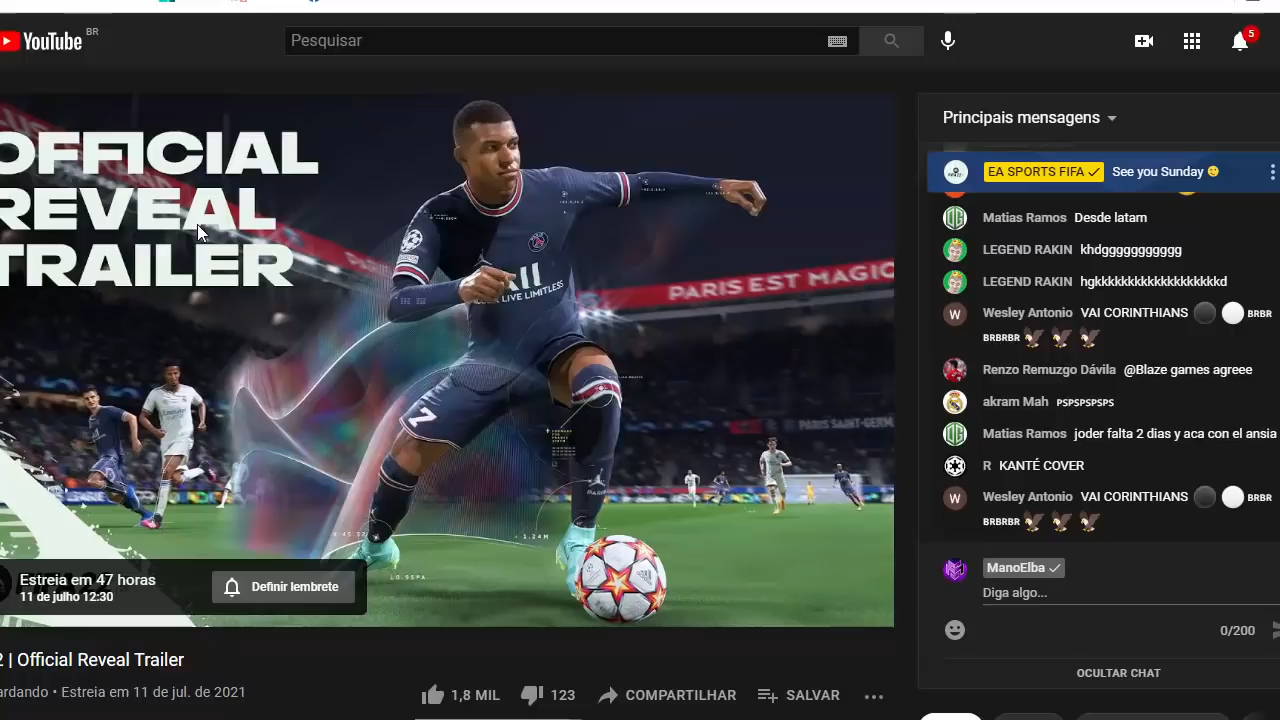 YouTube BR
Pesquisar
5
OFFICIAL
REVEAL
TRAILER
PARIS EST MAGIC
PARIS SAINT-GERM
7
Estreia em 47 horas
11 de julho 12:30
Definir lembrete
2 | Official Reveal Trailer
ardando • Estreia em 11 de jul. de 2021
1,8 MIL
123
COMPARTILHAR
SALVAR
Principais mensagens
EA SPORTS FIFA See you Sunday
Matias Ramos Desde latam
LEGEND RAKIN khdggggggggggg
LEGEND RAKIN hgkkkkkkkkkkkkkkkkkkkd
Wesley Antonio VAI CORINTHIANS BRBR
BRBRBR
Renzo Remuzgo Dávila @Blaze games agreee
akram Mah PSPSPSPSPS
Matias Ramos joder falta 2 dias y aca con el ansia
R KANTÉ COVER
Wesley Antonio VAI CORINTHIANS BRBR
BRBRBR
ManoElba
Diga algo...
0/200
OCULTAR CHAT